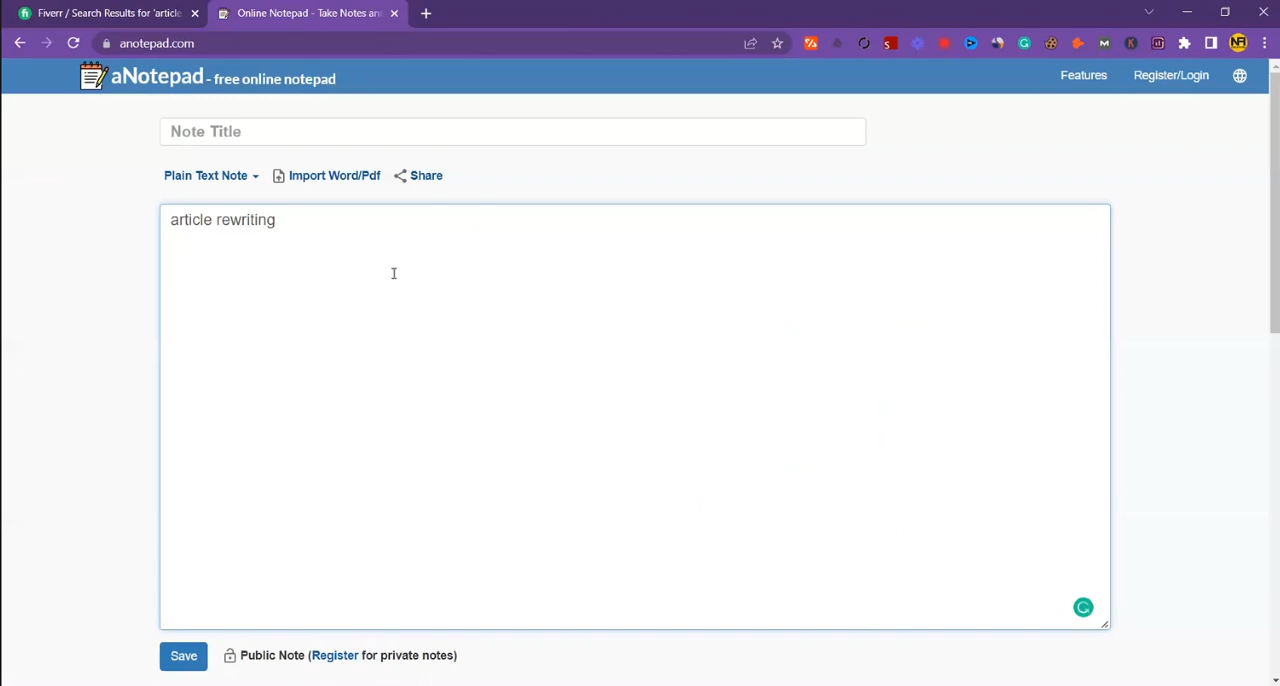 Fiverr / Search Results for 'article
Online Notepad - Take Notes an
anotepad.com
aNotepad - free online notepad
Features
Register/Login
Note Title
Plain Text Note
Import Word/Pdf
Share
article rewriting
Save
Public Note (Register for private notes)